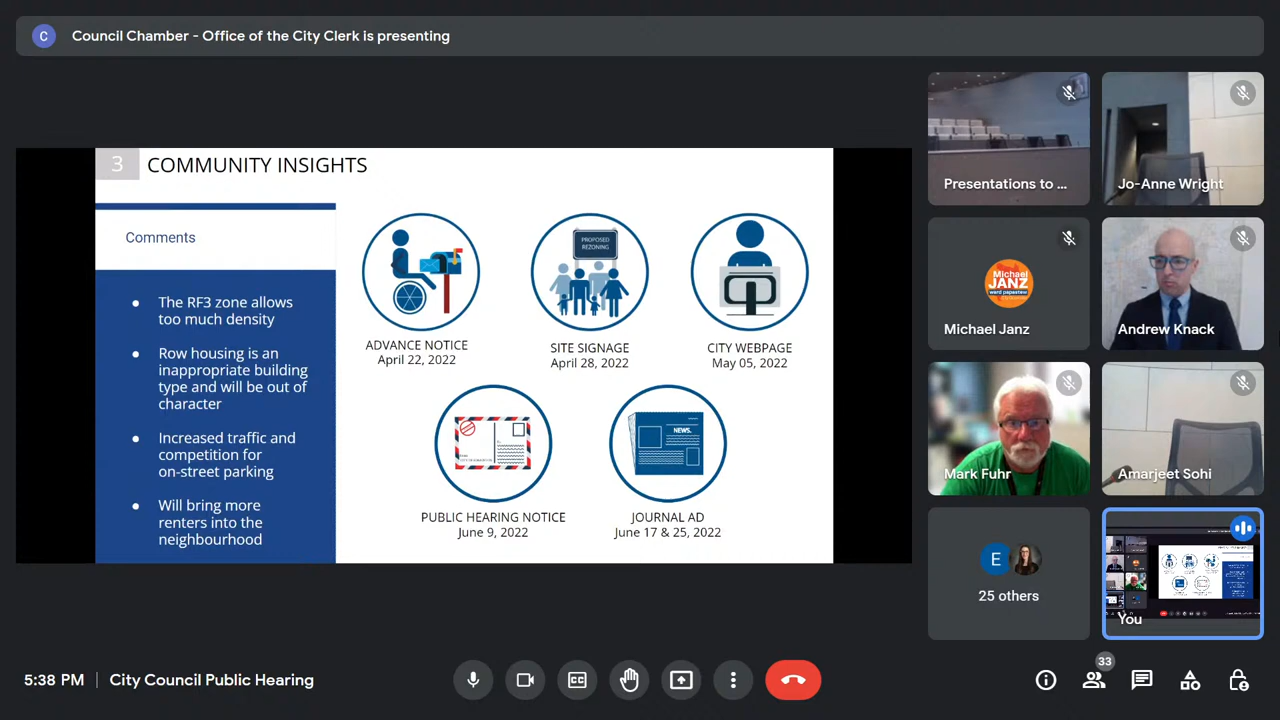 C
Council Chamber - Office of the City Clerk is presenting
3 COMMUNITY INSIGHTS
Comments
• The RF3 zone allows
too much density
• Row housing is an
inappropriate building
type and will be out of
character
• Increased traffic and
competition for
on-street parking
• Will bring more
renters into the
neighbourhood
PROPOSED
REZONING
ADVANCE NOTICE
April 22, 2022
SITE SIGNAGE
April 28, 2022
CITY WEBPAGE
May 05, 2022
NEWS.
PUBLIC HEARING NOTICE
June 9, 2022
JOURNAL AD
June 17 & 25, 2022
Presentations to ...
Jo-Anne Wright
Michael
JANZ
ward papastew
Michael Janz
Andrew Knack
Mark Fuhr
Amarjeet Sohi
E
25 others
You
5:38 PM | City Council Public Hearing
33